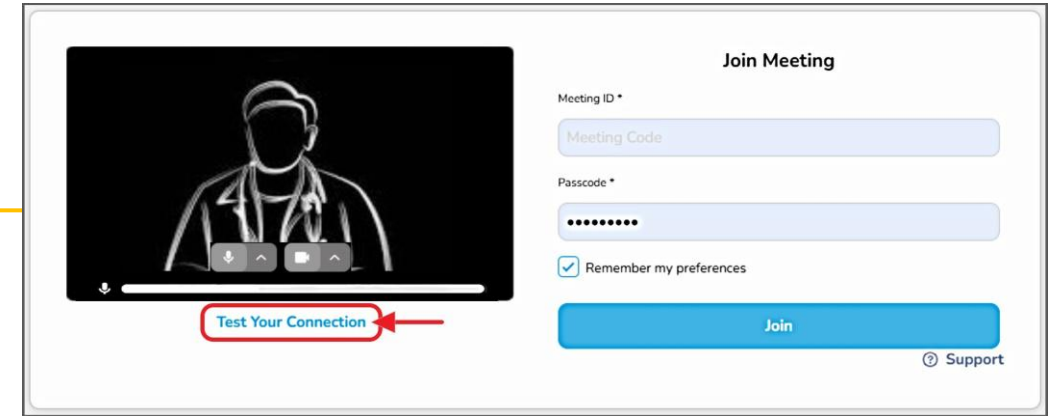 Join Meeting
Meeting ID *
Meeting Code
Passcode *
•••••••••
Remember my preferences
Test Your Connection
Join
Support